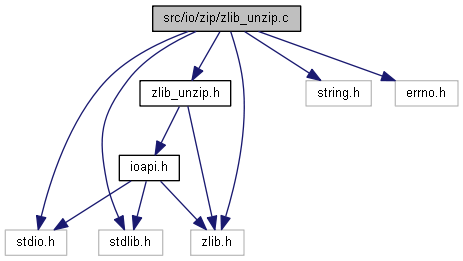 src/io/zip/zlib_unzip.c
zlib_unzip.h
string.h
errno.h
ioapi.h
stdio.h
stdlib.h
zlib.h